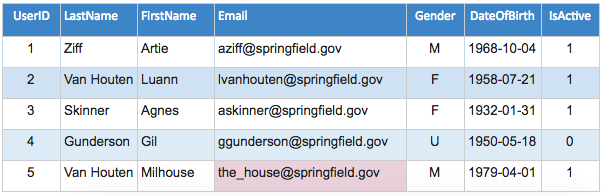 UserID LastName FirstName Email Gender DateOfBirth IsActive
1 Ziff Artie aziff@springfield.gov M 1968-10-04 1
2 Van Houten Luann lvanhouten@springfield.gov F 1958-07-21 1
3 Skinner Agnes askinner@springfield.gov F 1932-01-31 1
4 Gunderson Gil ggunderson@springfield.gov U 1950-05-18 0
5 Van Houten Milhouse the_house@springfield.gov M 1979-04-01 1